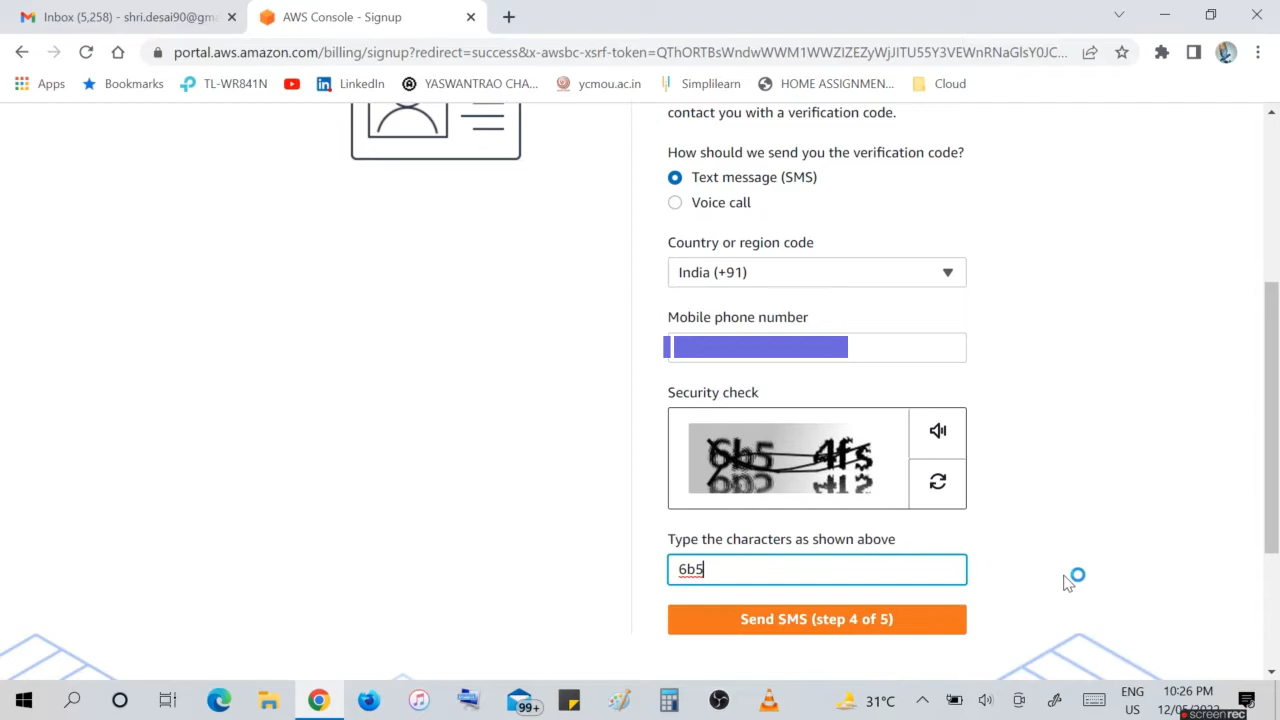 Inbox (5,258) - shri.desai90@gm
AWS Console - Signup
portal.aws.amazon.com/billing/signup?redirect=success&x-awsbc-xsrf-token=QThORTBsWndwWWM1WWZIZEZyWjJITU55Y3VEWnRNaGlsY0JC...
Apps
Bookmarks
TL-WR841N
LinkedIn
YASWANTRAO CHA...
ycmou.ac.in
Simplilearn
HOME ASSIGNMEN...
Cloud
contact you with a verification code.
How should we send you the verification code?
Text message (SMS)
Voice call
Country or region code
India (+91)
Mobile phone number
Security check
6b5 4fs
Type the characters as shown above
6b5
Send SMS (step 4 of 5)
99+
31°C
ENG
US
10:26 PM
screenrec